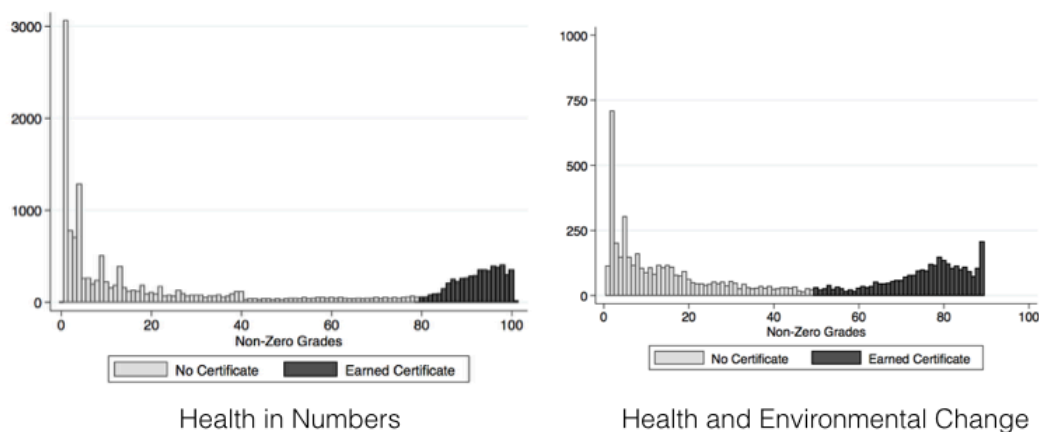 3000
2000
1000
0
0 20 40 60 80 100
Non-Zero Grades
No Certificate Earned Certificate
Health in Numbers
1000
750
500
250
0
0 20 40 60 80 100
Non-Zero Grades
No Certificate Earned Certificate
Health and Environmental Change